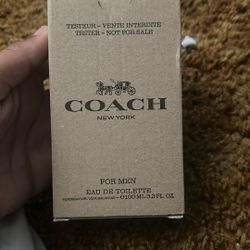 TESTEUR - VENTE INTERDITE
TESTER - NOT FOR SALE
COACH
NEW YORK
FOR MEN
EAU DE TOILETTE
100 ML 3.3 FL OZ